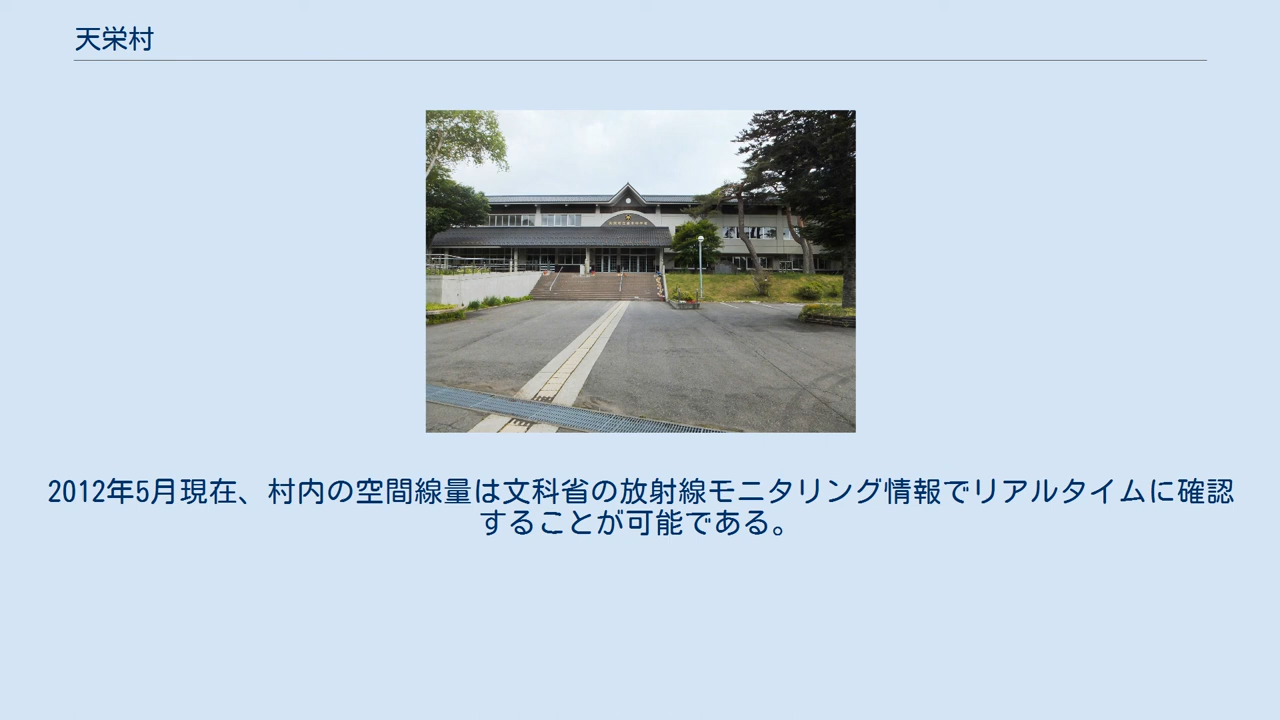 天栄村
2012年5月現在、村内の空間線量は文科省の放射線モニタリング情報でリアルタイムに確認
することが可能である。